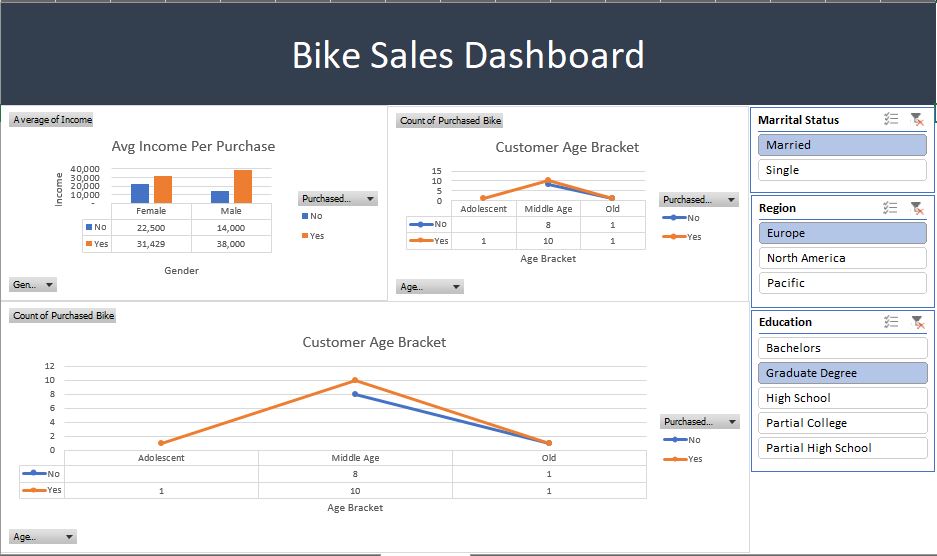 Bike Sales Dashboard
Average of Income
Avg Income Per Purchase
Income
40,000
30,000
20,000
10,000
-
Female Male
No 22,500 14,000
Yes 31,429 38,000
Gender
Purchased...
No
Yes
Gen...
Count of Purchased Bike
Customer Age Bracket
15
10
5
0
Adolescent Middle Age Old
No 8 1
Yes 1 10 1
Age Bracket
Purchased...
No
Yes
Age...
Marrital Status
Married
Single
Region
Europe
North America
Pacific
Education
Bachelors
Graduate Degree
High School
Partial College
Partial High School
Count of Purchased Bike
Customer Age Bracket
12
10
8
6
4
2
0
Adolescent Middle Age Old
No 8 1
Yes 1 10 1
Age Bracket
Purchased...
No
Yes
Age...